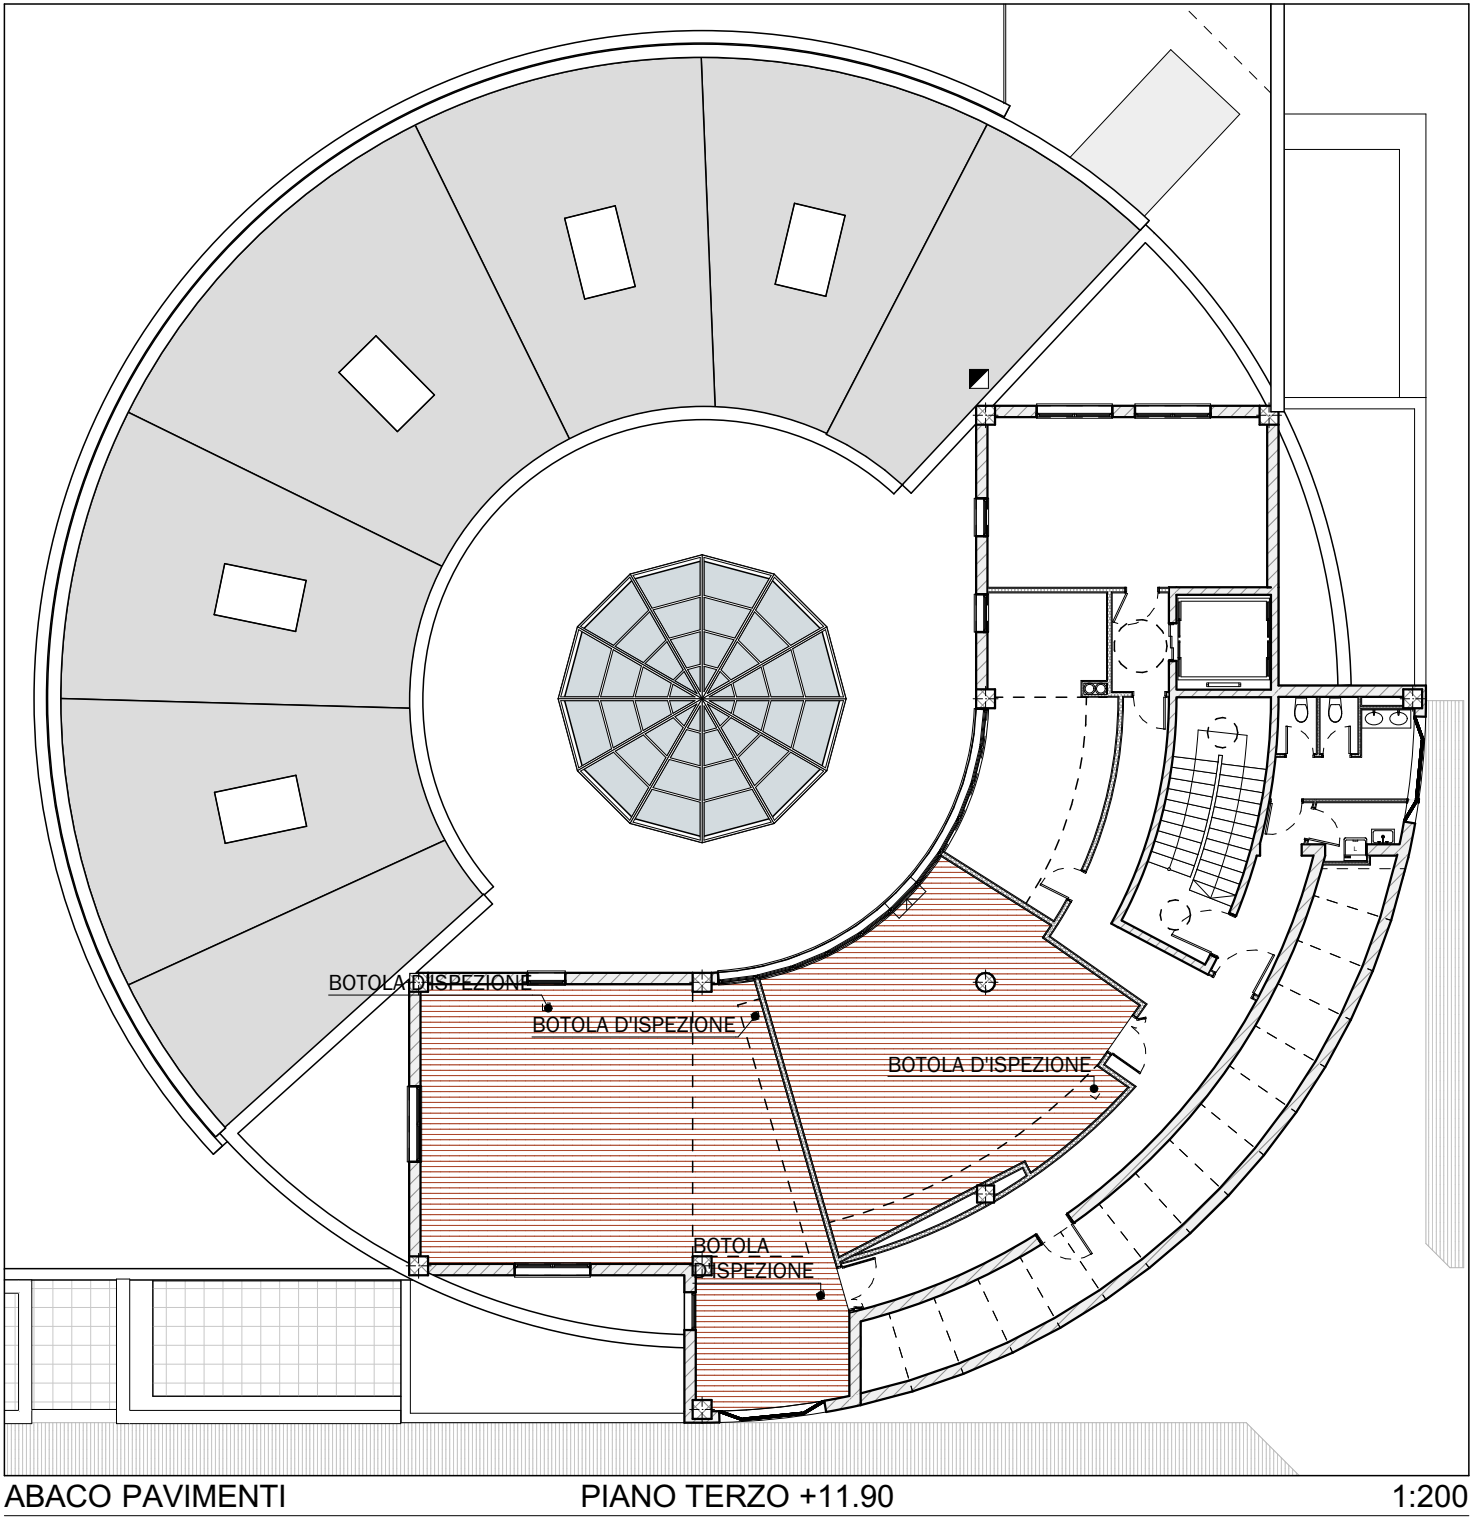 BOTOLA D'ISPEZIONE
BOTOLA D'ISPEZIONE
BOTOLA D'ISPEZIONE
BOTOLA
D'ISPEZIONE
L
ABACO PAVIMENTI
PIANO TERZO +11.90
1:200